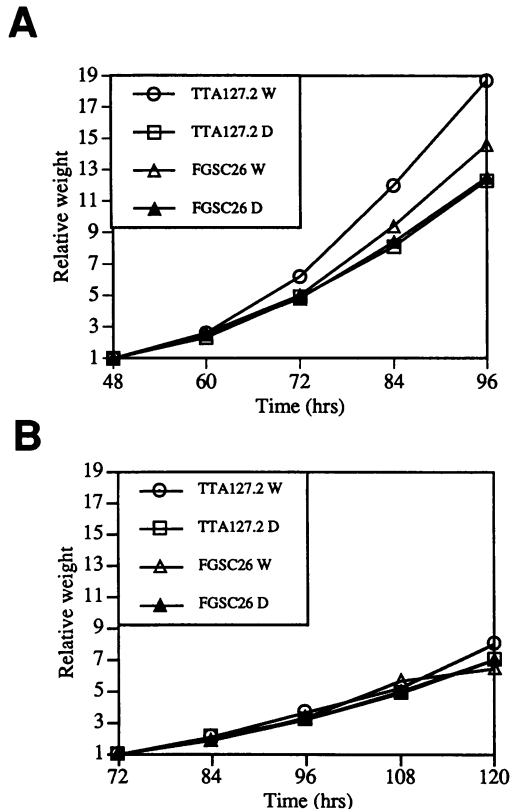 A
19
17
15
13
11
9
7
5
3
1
Relative weight
TTA127.2 W
TTA127.2 D
FGSC26 W
FGSC26 D
48 60 72 84 96
Time (hrs)
B
19
17
15
13
11
9
7
5
3
1
Relative weight
TTA127.2 W
TTA127.2 D
FGSC26 W
FGSC26 D
72 84 96 108 120
Time (hrs)